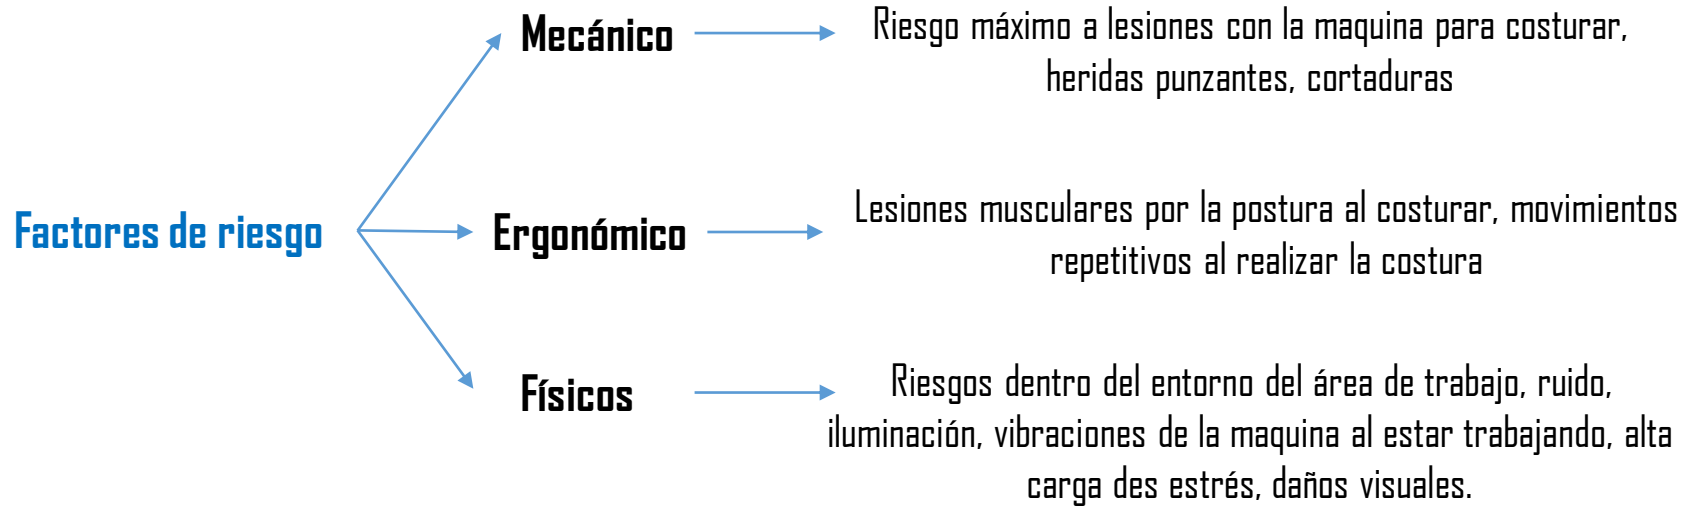 Factores de riesgo
Mecánico
Riesgo máximo a lesiones con la maquina para costurar,
heridas punzantes, cortaduras
Ergonómico
Lesiones musculares por la postura al costurar, movimientos
repetitivos al realizar la costura
Físicos
Riesgos dentro del entorno del área de trabajo, ruido,
iluminación, vibraciones de la maquina al estar trabajando, alta
carga des estrés, daños visuales.